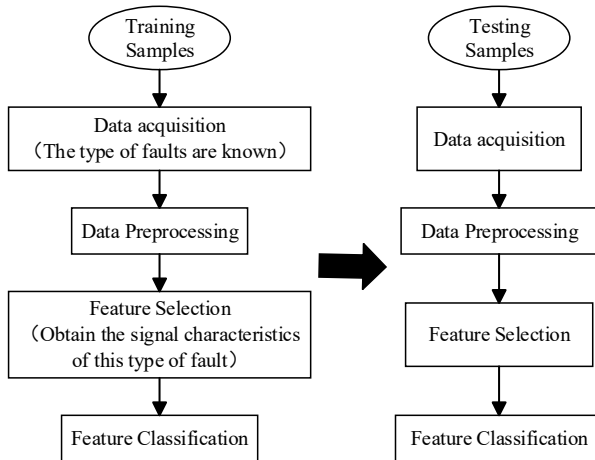 Training
Samples
Data acquisition
（The type of faults are known）
Data Preprocessing
Feature Selection
（Obtain the signal characteristics
of this type of fault）
Feature Classification
Testing
Samples
Data acquisition
Data Preprocessing
Feature Selection
Feature Classification